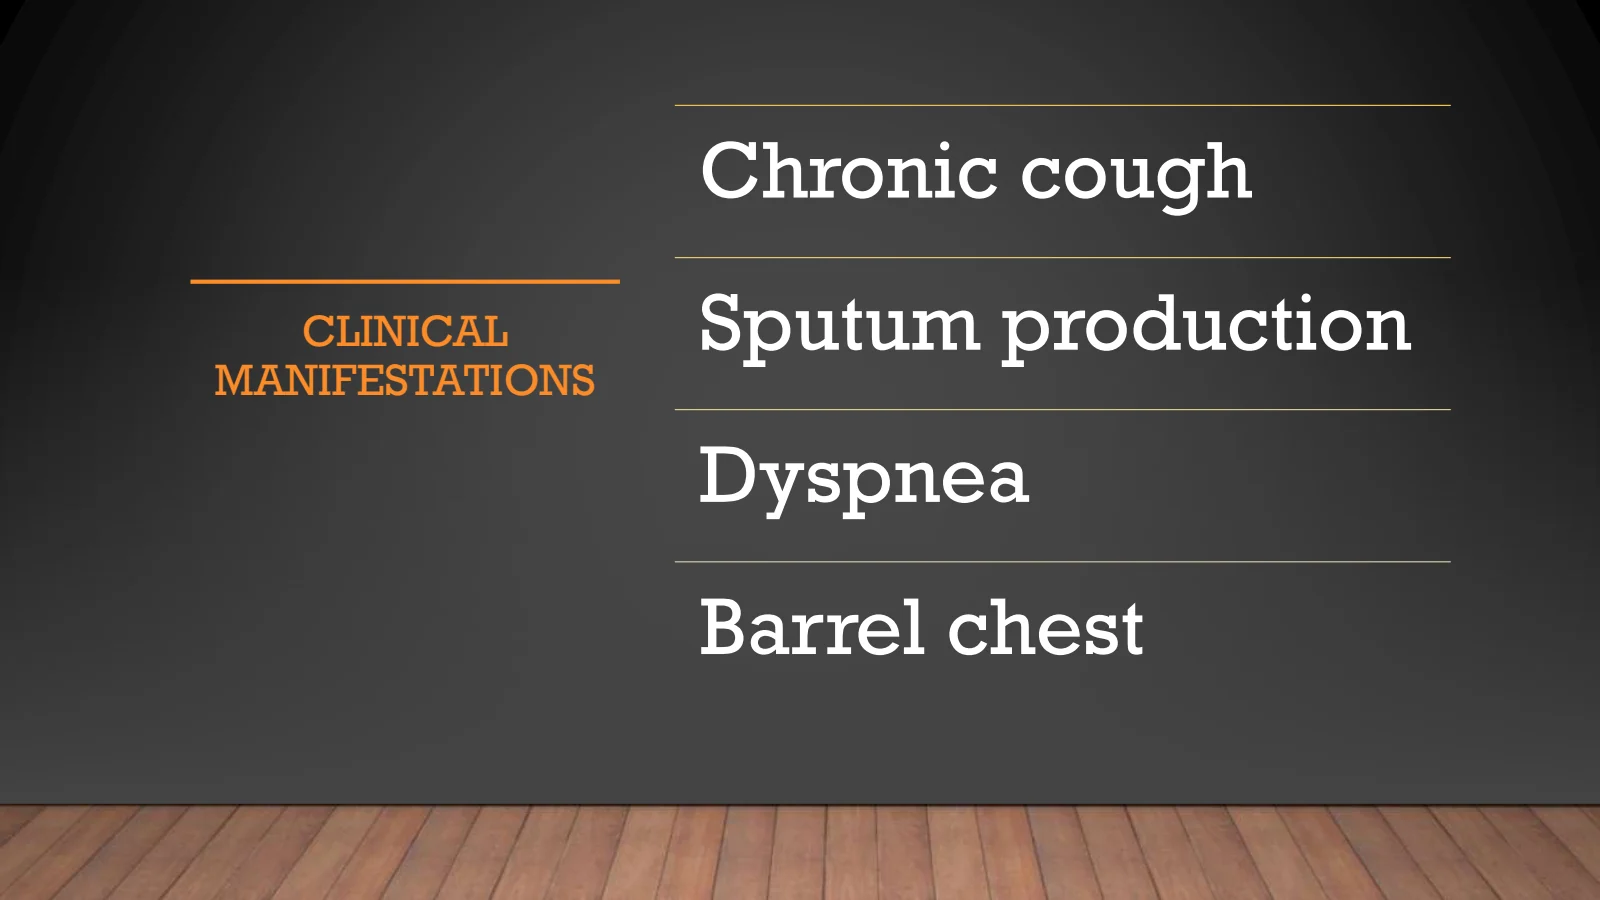 CLINICAL
MANIFESTATIONS
Chronic cough
Sputum production
Dyspnea
Barrel chest